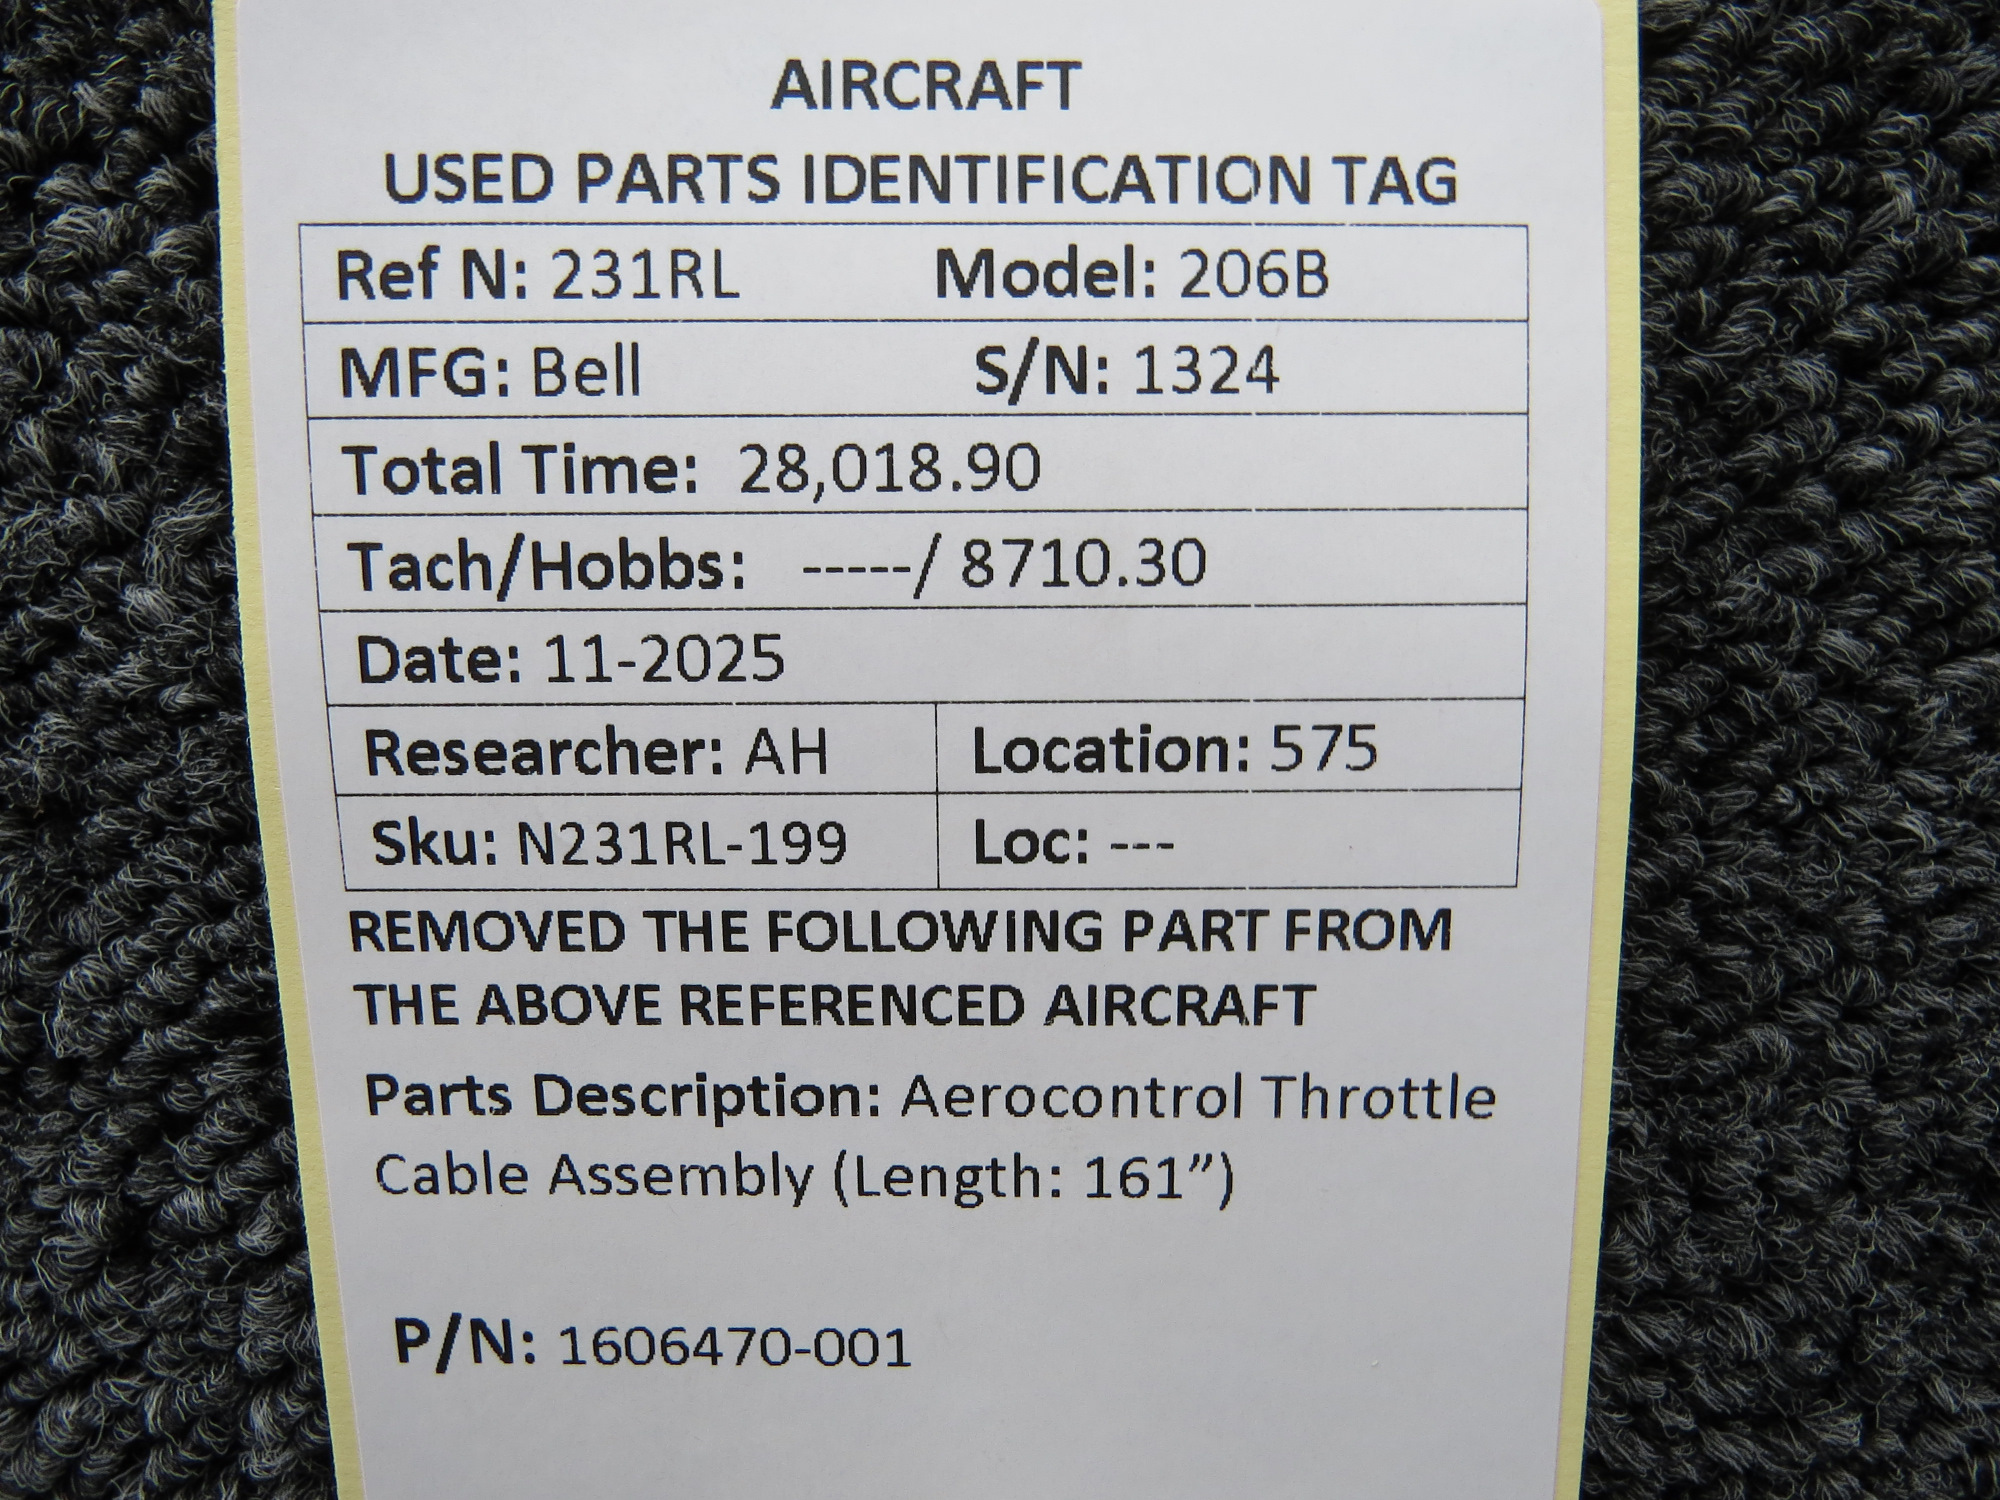 AIRCRAFT
USED PARTS IDENTIFICATION TAG
Ref N: 231RL Model: 206B
MFG: Bell S/N: 1324
Total Time: 28,018.90
Tach/Hobbs: -----/ 8710.30
Date: 11-2025
Researcher: AH Location: 575
Sku: N231RL-199 Loc: ---
REMOVED THE FOLLOWING PART FROM
THE ABOVE REFERENCED AIRCRAFT
Parts Description: Aerocontrol Throttle
Cable Assembly (Length: 161”)
P/N: 1606470-001